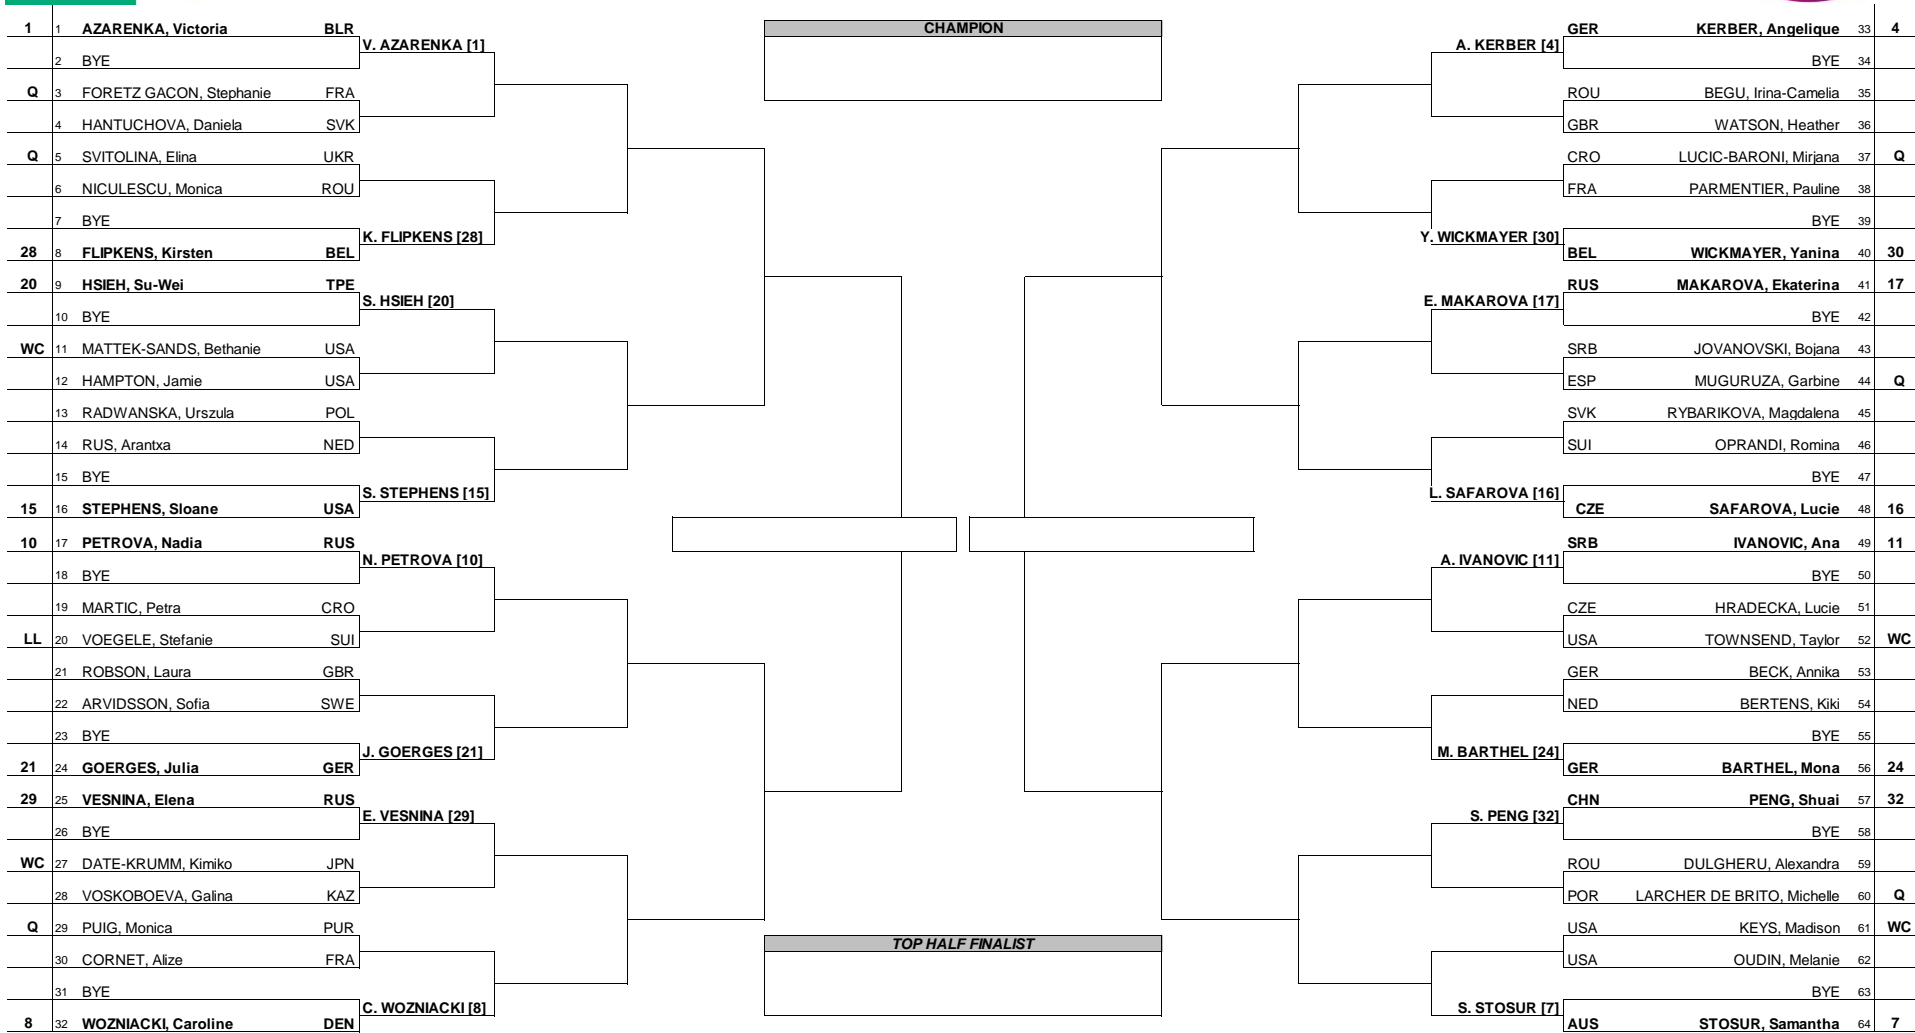 CHAMPION
1 1 AZARENKA, Victoria BLR
V. AZARENKA [1]
2 BYE
Q 3 FORETZ GACON, Stephanie FRA
4 HANTUCHOVA, Daniela SVK
Q 5 SVITOLINA, Elina UKR
6 NICULESCU, Monica ROU
7 BYE
K. FLIPKENS [28]
28 8 FLIPKENS, Kirsten BEL
20 9 HSIEH, Su-Wei TPE
S. HSIEH [20]
10 BYE
WC 11 MATTEK-SANDS, Bethanie USA
12 HAMPTON, Jamie USA
13 RADWANSKA, Urszula POL
14 RUS, Arantxa NED
15 BYE
S. STEPHENS [15]
15 16 STEPHENS, Sloane USA
10 17 PETROVA, Nadia RUS
N. PETROVA [10]
18 BYE
19 MARTIC, Petra CRO
LL 20 VOEGELE, Stefanie SUI
21 ROBSON, Laura GBR
22 ARVIDSSON, Sofia SWE
23 BYE
J. GOERGES [21]
21 24 GOERGES, Julia GER
29 25 VESNINA, Elena RUS
E. VESNINA [29]
26 BYE
WC 27 DATE-KRUMM, Kimiko JPN
28 VOSKOBOEVA, Galina KAZ
Q 29 PUIG, Monica PUR
30 CORNET, Alize FRA
31 BYE
C. WOZNIACKI [8]
8 32 WOZNIACKI, Caroline DEN
TOP HALF FINALIST
GER KERBER, Angelique 33 4
A. KERBER [4]
BYE 34
ROU BEGU, Irina-Camelia 35
GBR WATSON, Heather 36
CRO LUCIC-BARONI, Mirjana 37 Q
FRA PARMENTIER, Pauline 38
BYE 39
Y. WICKMAYER [30]
BEL WICKMAYER, Yanina 40 30
RUS MAKAROVA, Ekaterina 41 17
E. MAKAROVA [17]
BYE 42
SRB JOVANOVSKI, Bojana 43
ESP MUGURUZA, Garbine 44 Q
SVK RYBARIKOVA, Magdalena 45
SUI OPRANDI, Romina 46
BYE 47
L. SAFAROVA [16]
CZE SAFAROVA, Lucie 48 16
SRB IVANOVIC, Ana 49 11
A. IVANOVIC [11]
BYE 50
CZE HRADECKA, Lucie 51
USA TOWNSEND, Taylor 52 WC
GER BECK, Annika 53
NED BERTENS, Kiki 54
BYE 55
M. BARTHEL [24]
GER BARTHEL, Mona 56 24
CHN PENG, Shuai 57 32
S. PENG [32]
BYE 58
ROU DULGHERU, Alexandra 59
POR LARCHER DE BRITO, Michelle 60 Q
USA KEYS, Madison 61 WC
USA OUDIN, Melanie 62
BYE 63
S. STOSUR [7]
AUS STOSUR, Samantha 64 7